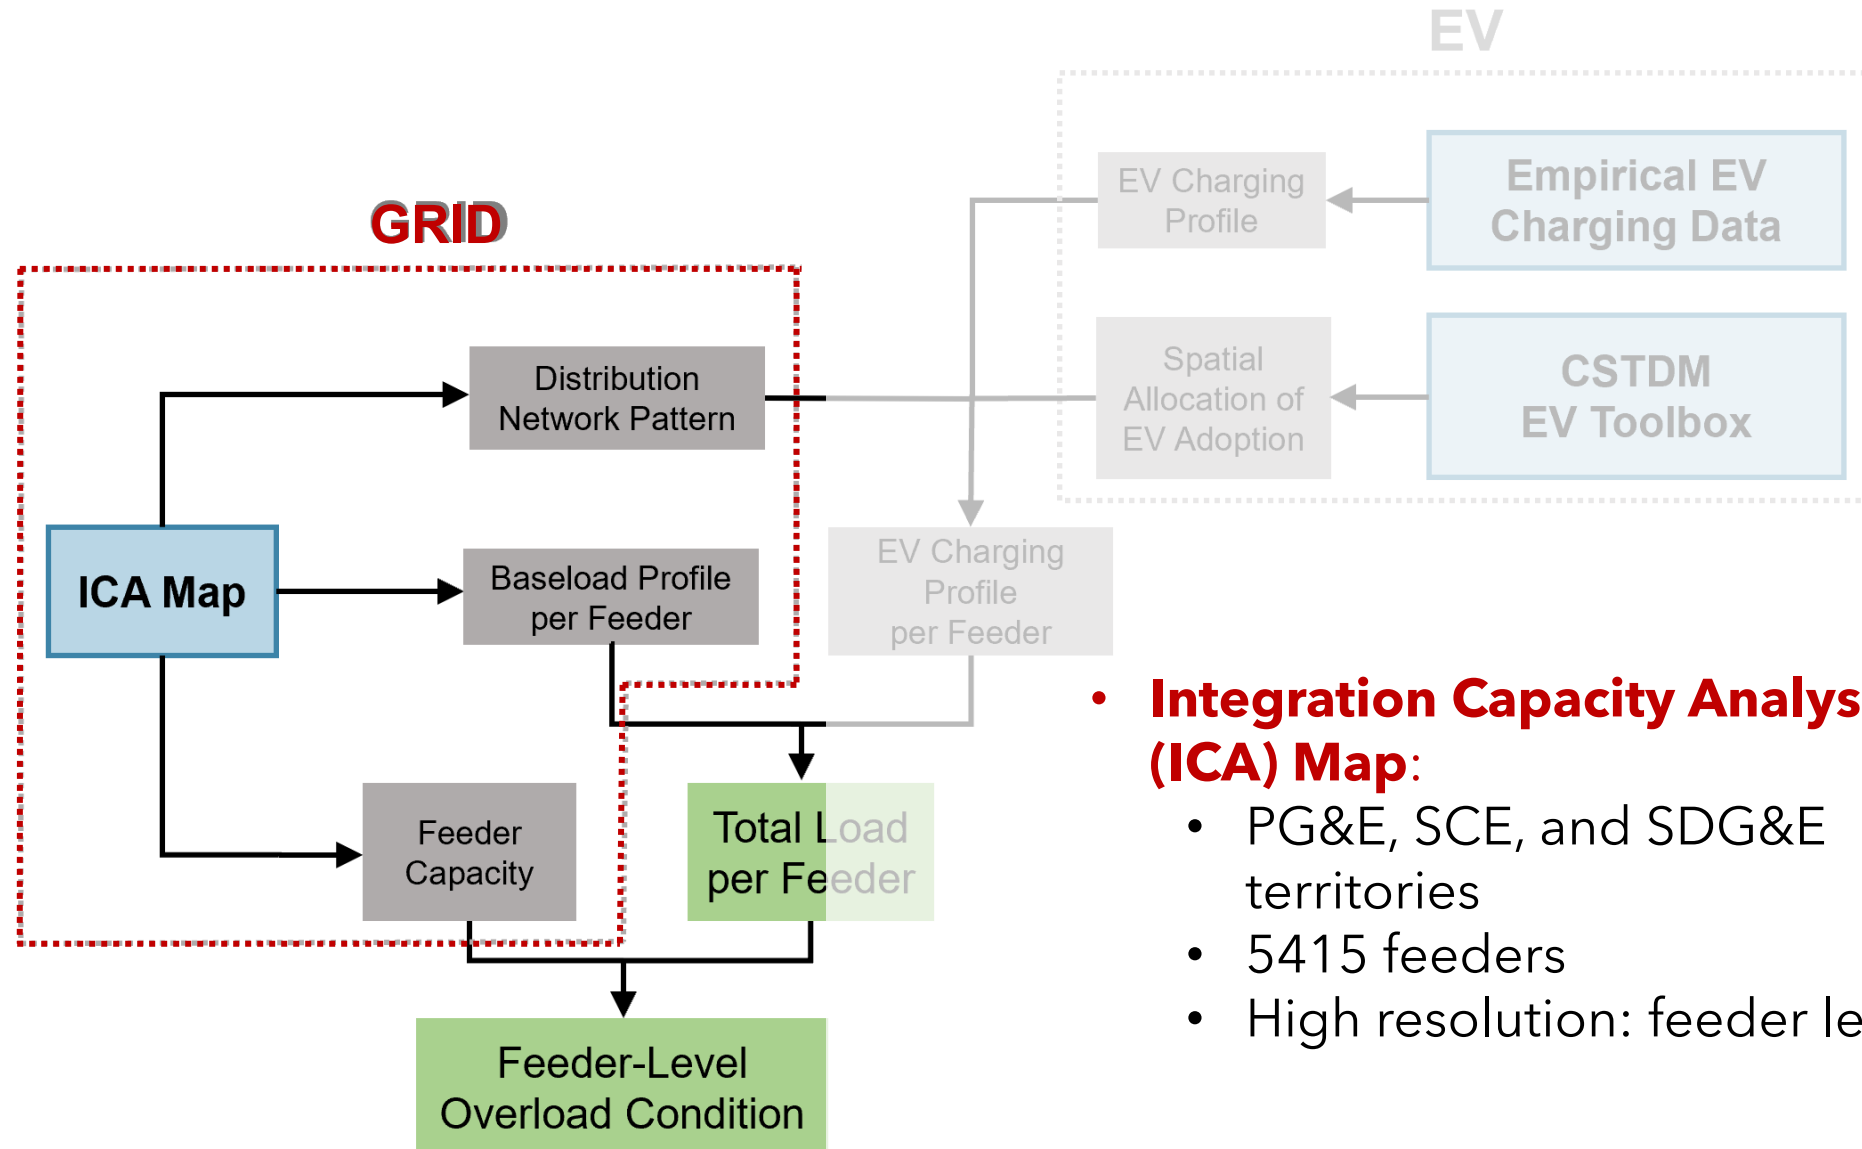 EV
EV Charging
Profile
Empirical EV
Charging Data
GRID
Distribution
Network Pattern
Spatial
Allocation of
EV Adoption
CSTDM
EV Toolbox
ICA Map
Baseload Profile
per Feeder
EV Charging
Profile
per Feeder
Feeder
Capacity
Total Load
per Feeder
Feeder-Level
Overload Condition
• Integration Capacity Analys
(ICA) Map:
• PG&E, SCE, and SDG&E
territories
• 5415 feeders
• High resolution: feeder le